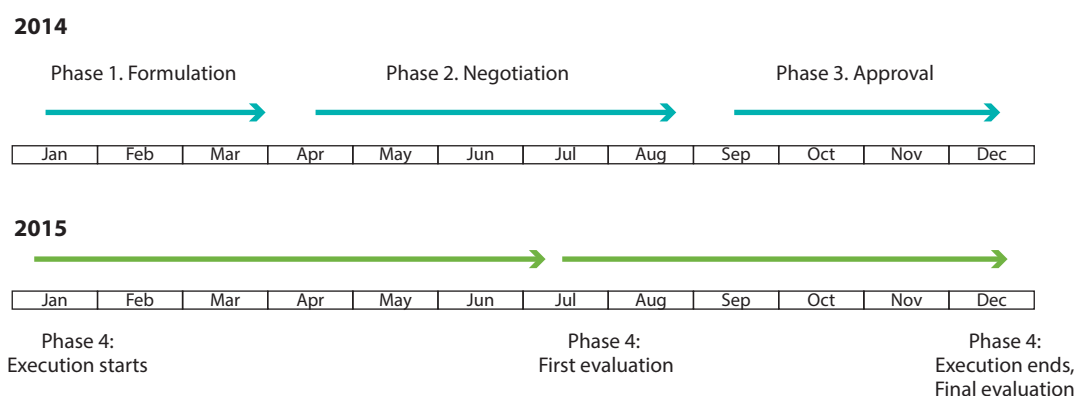 2014
Phase 1. Formulation Phase 2. Negotiation Phase 3. Approval
Jan Feb Mar Apr May Jun Jul Aug Sep Oct Nov Dec
2015
Jan Feb Mar Apr May Jun Jul Aug Sep Oct Nov Dec
Phase 4: Phase 4: Phase 4:
Execution starts First evaluation Execution ends,
Final evaluation